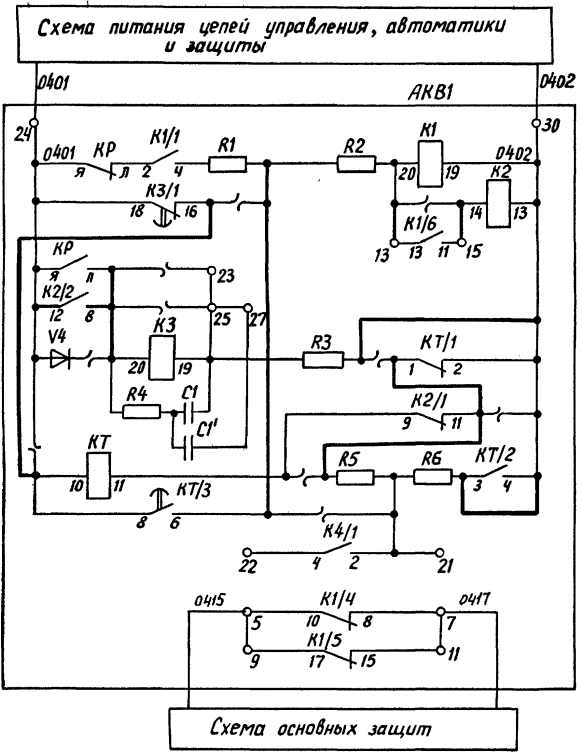 Схема питания цепей управления, автоматики
и защиты
0401 0402
АКВ1
24 30
0401 КР К1/1 R1 R2 К1 0402
Я Л 2 4 20 19 К2
К3/1
18 16 14 13
К1/6
13 13 11 15
КР
Я Л 23
К2/2
12 8 25 27
V4 К3 R3 КТ/1
20 19 1 2
R4 С1
С1' К2/1
9 11
КТ R5 R6 КТ/2
10 11 3 4
КТ/3
8 6
К4/1
22 4 2 21
0415 К1/4 0417
5 10 8 7
К1/5
9 17 15 11
Схема основных защит